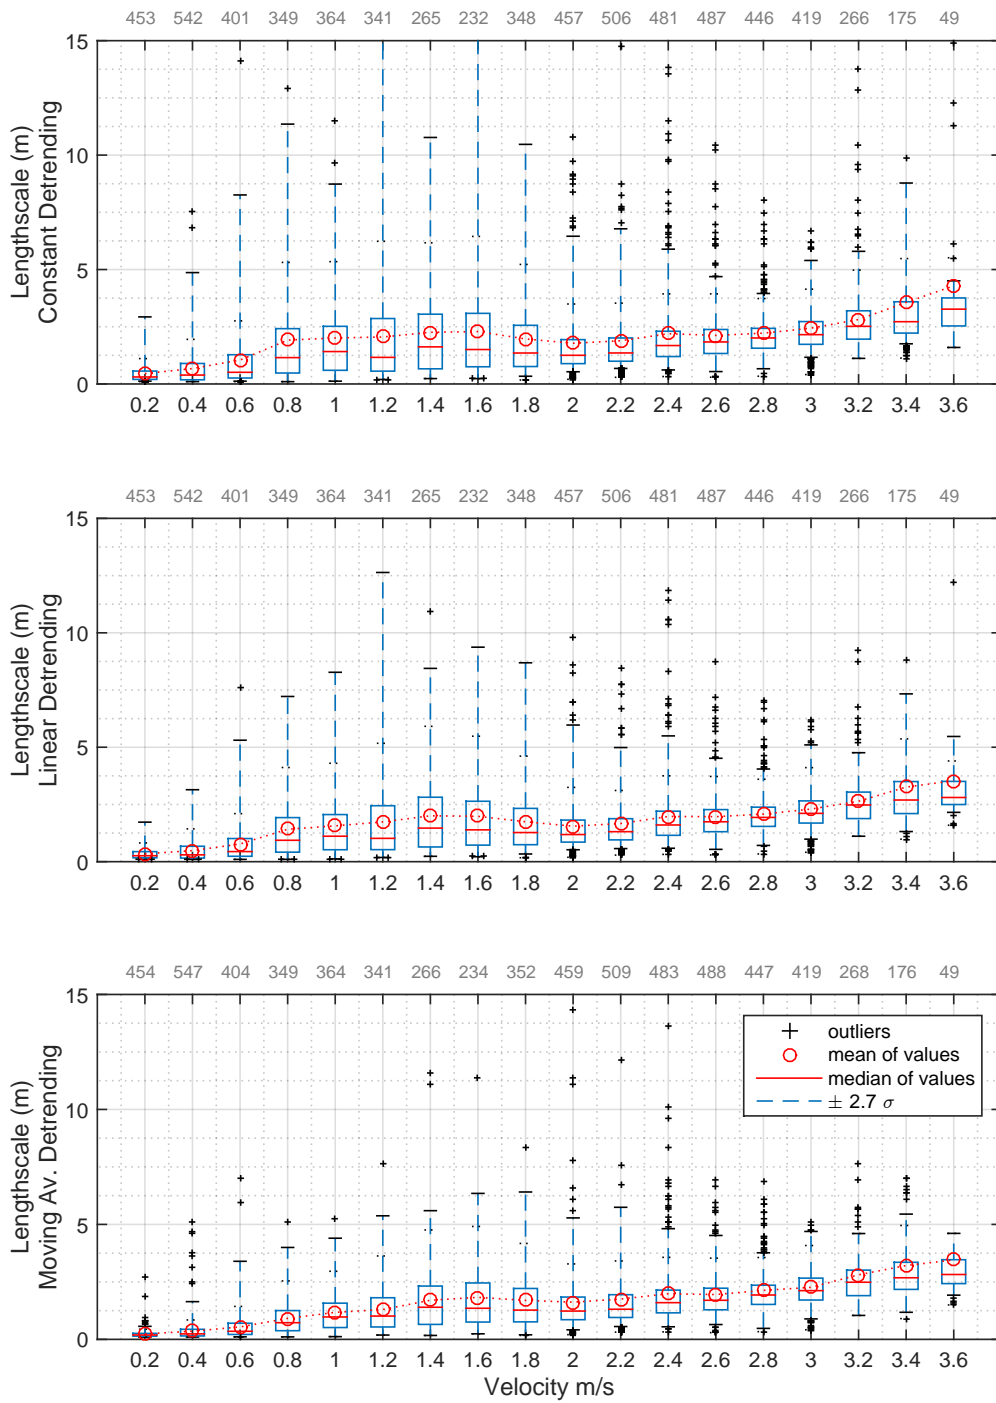 453 542 401 349 364 341 265 232 348 457 506 481 487 446 419 266 175 49
15
10
5
0
Lengthscale (m)
Constant Detrending
0.2 0.4 0.6 0.8 1 1.2 1.4 1.6 1.8 2 2.2 2.4 2.6 2.8 3 3.2 3.4 3.6
453 542 401 349 364 341 265 232 348 457 506 481 487 446 419 266 175 49
15
10
5
0
Lengthscale (m)
Linear Detrending
0.2 0.4 0.6 0.8 1 1.2 1.4 1.6 1.8 2 2.2 2.4 2.6 2.8 3 3.2 3.4 3.6
454 547 404 349 364 341 266 234 352 459 509 483 488 447 419 268 176 49
15
10
5
0
Lengthscale (m)
Moving Av. Detrending
outliers
mean of values
median of values
± 2.7 σ
0.2 0.4 0.6 0.8 1 1.2 1.4 1.6 1.8 2 2.2 2.4 2.6 2.8 3 3.2 3.4 3.6
Velocity m/s